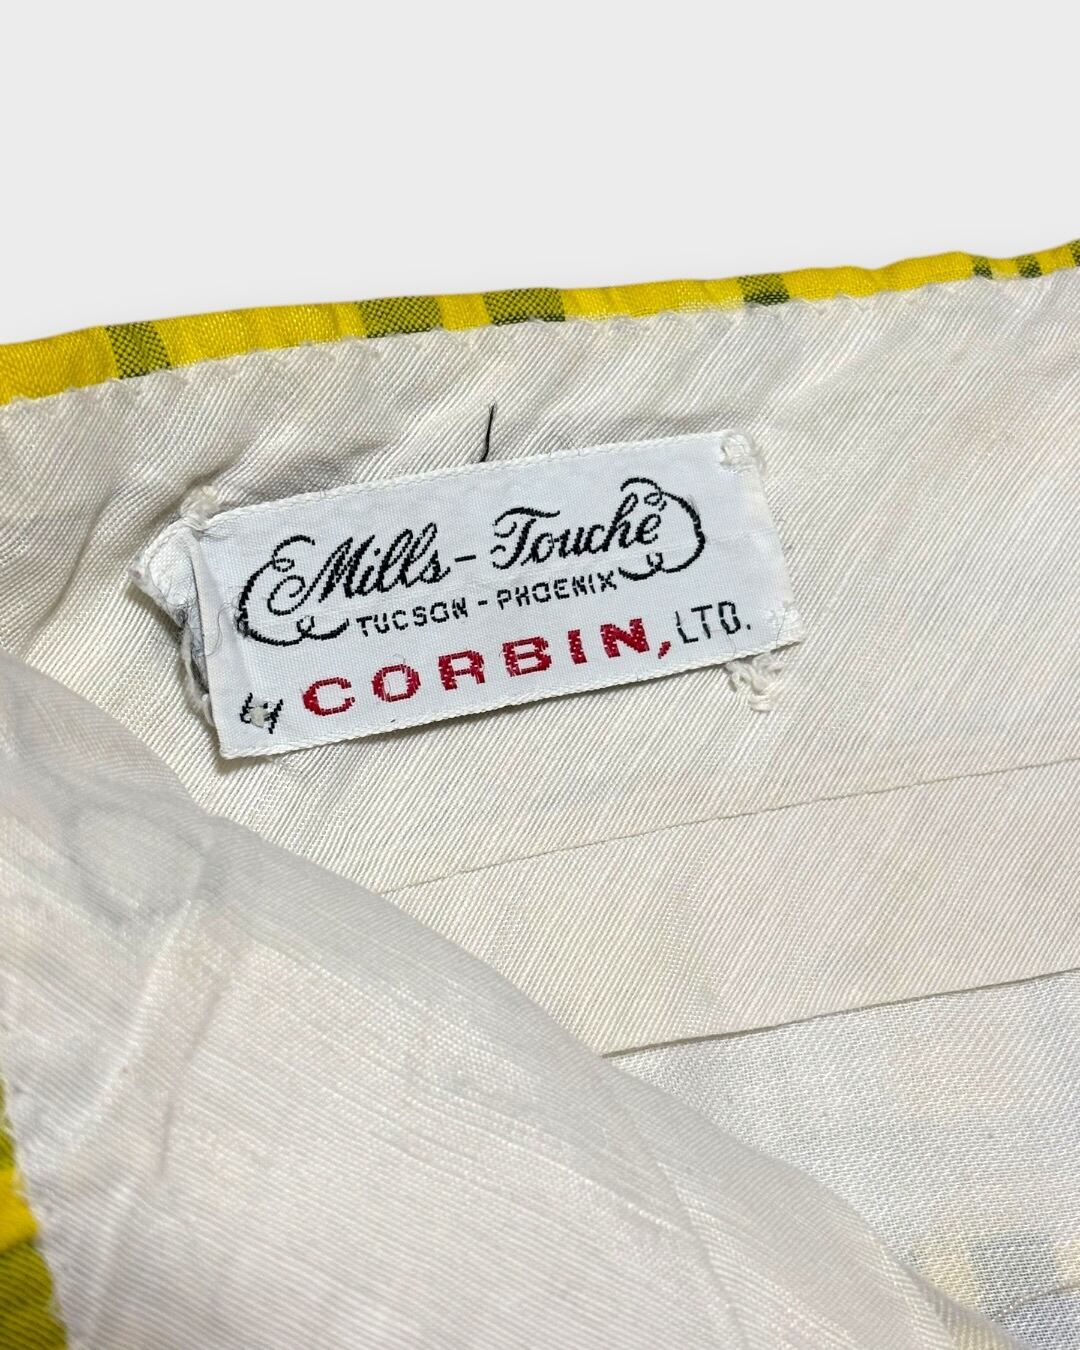 Mills-Touché
TUCSON - PHOENIX
by CORBIN, LTD.